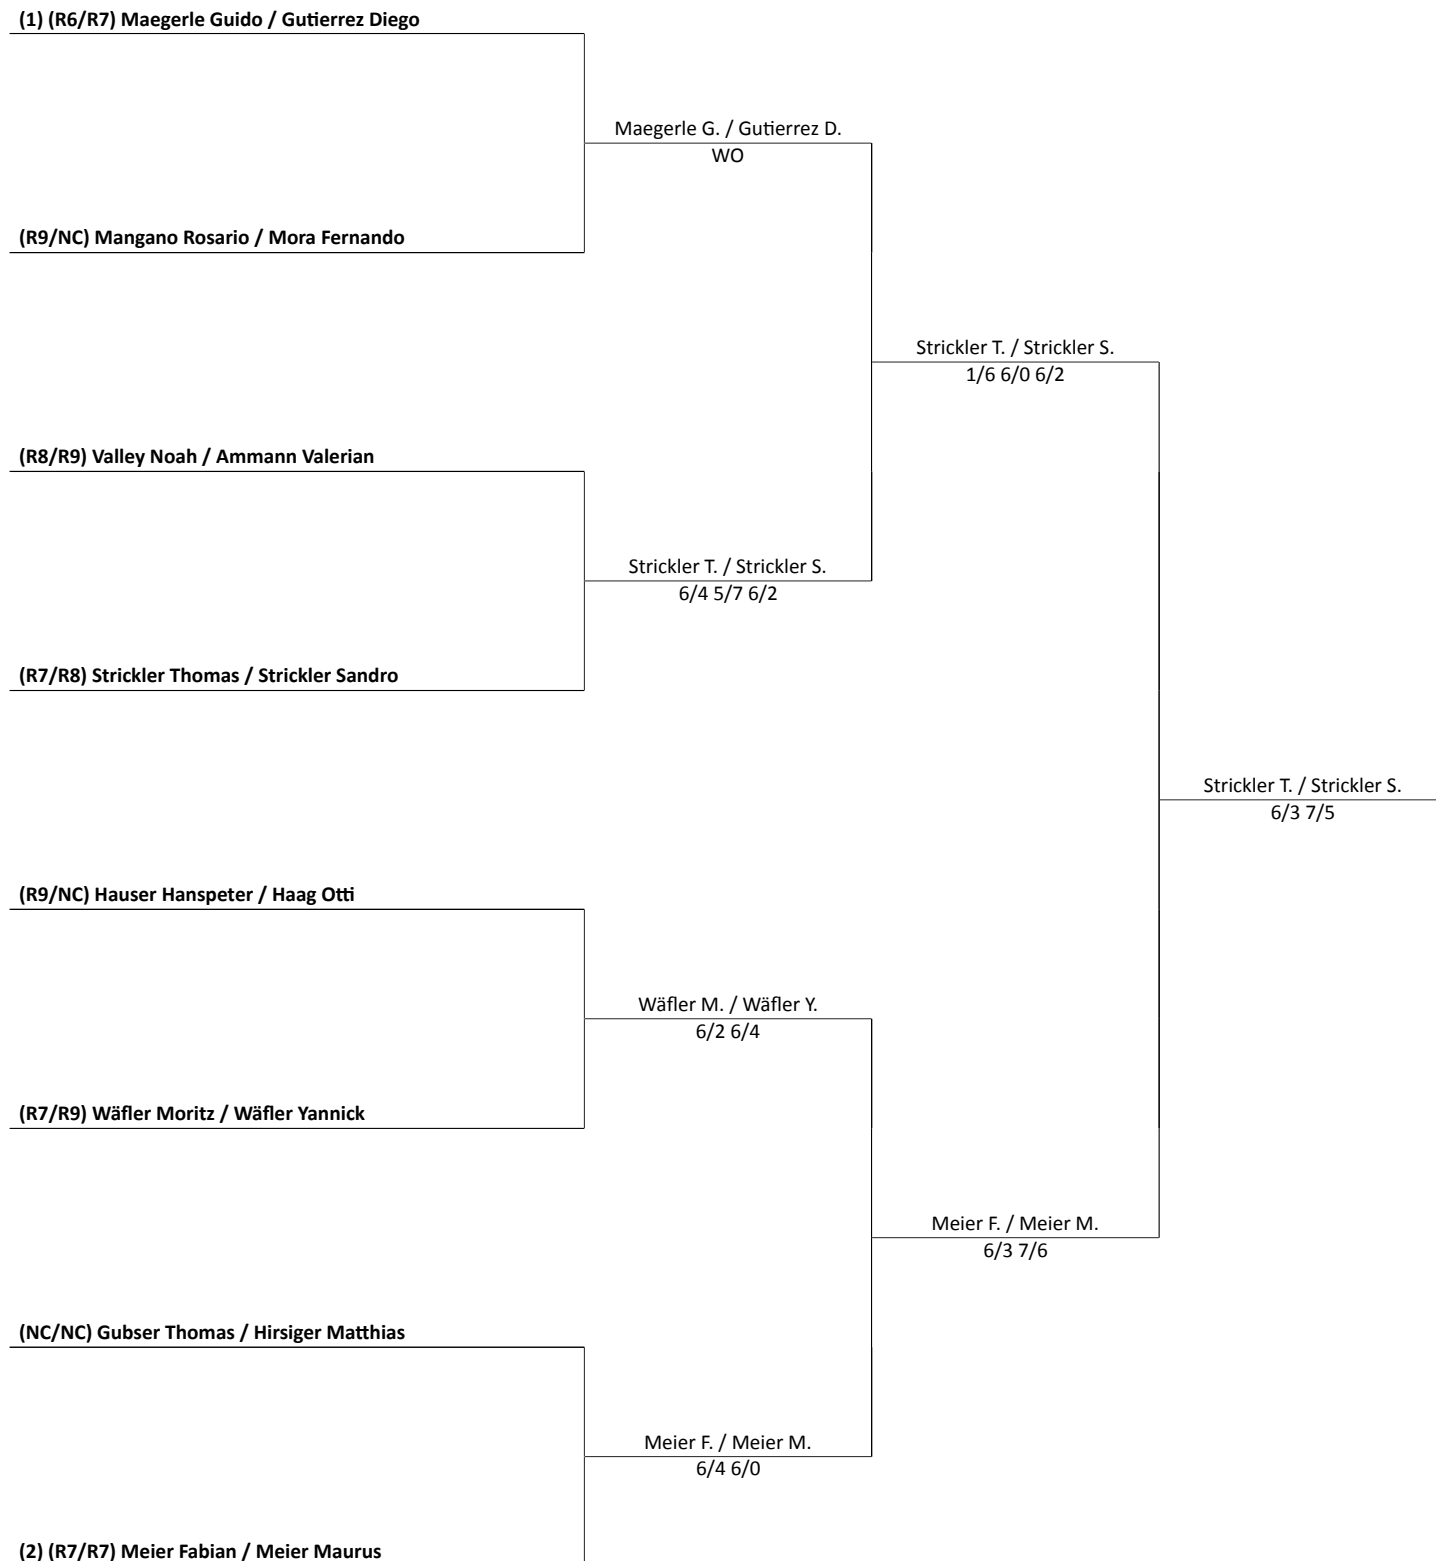 (1) (R6/R7) Maegerle Guido / Gutierrez Diego
Maegerle G. / Gutierrez D.
WO
(R9/NC) Mangano Rosario / Mora Fernando
Strickler T. / Strickler S.
1/6 6/0 6/2
(R8/R9) Valley Noah / Ammann Valerian
Strickler T. / Strickler S.
6/4 5/7 6/2
(R7/R8) Strickler Thomas / Strickler Sandro
Strickler T. / Strickler S.
6/3 7/5
(R9/NC) Hauser Hanspeter / Haag Otti
Wäfler M. / Wäfler Y.
6/2 6/4
(R7/R9) Wäfler Moritz / Wäfler Yannick
Meier F. / Meier M.
6/3 7/6
(NC/NC) Gubser Thomas / Hirsiger Matthias
Meier F. / Meier M.
6/4 6/0
(2) (R7/R7) Meier Fabian / Meier Maurus